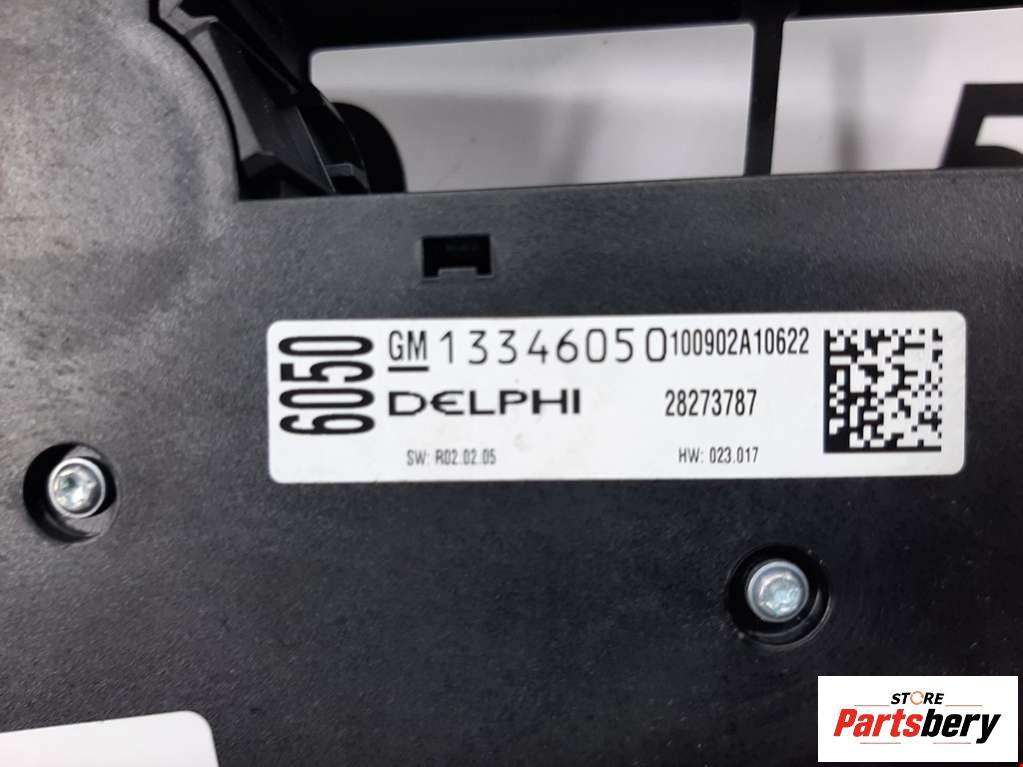 6050
GM 13346050 100902A10622
DELPHI 28273787
SW: R02.02.05 HW: 023.017
STORE
Partsbery